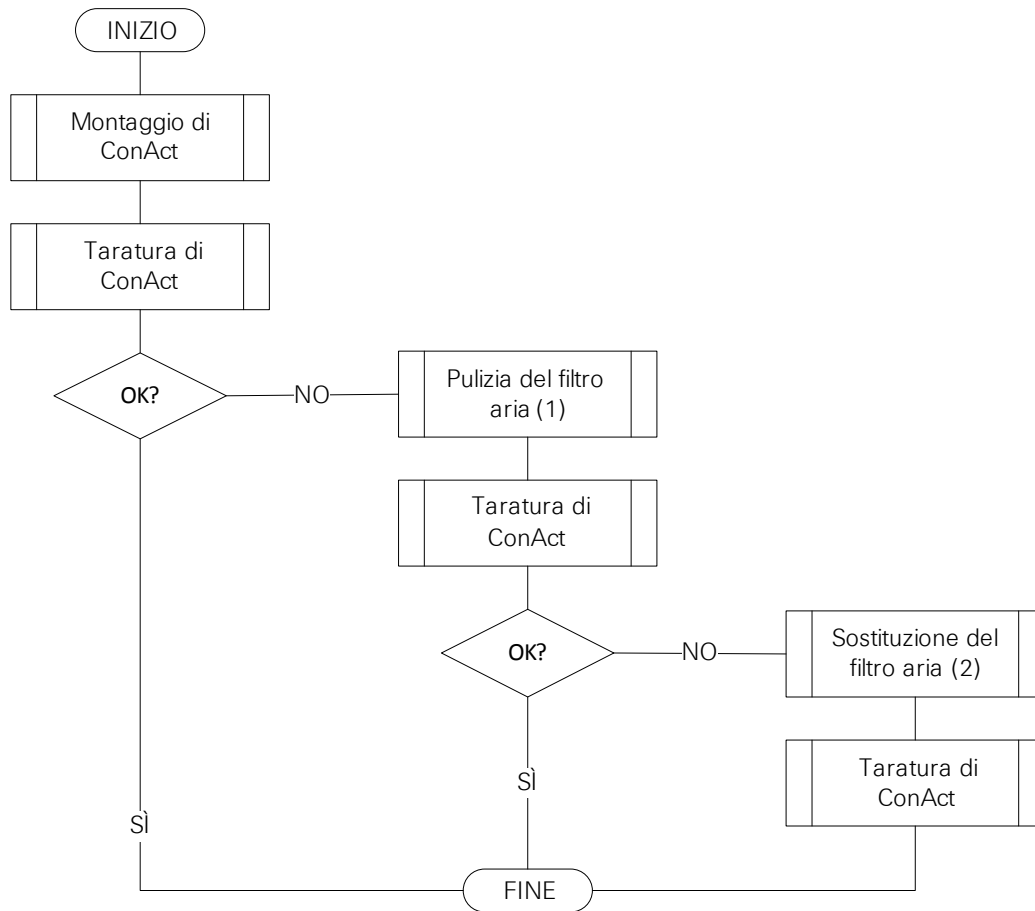 INIZIO
Montaggio di
ConAct
Taratura di
ConAct
OK?
NO
Pulizia del filtro
aria (1)
Taratura di
ConAct
OK?
NO
Sostituzione del
filtro aria (2)
Taratura di
ConAct
SÌ
SÌ
FINE